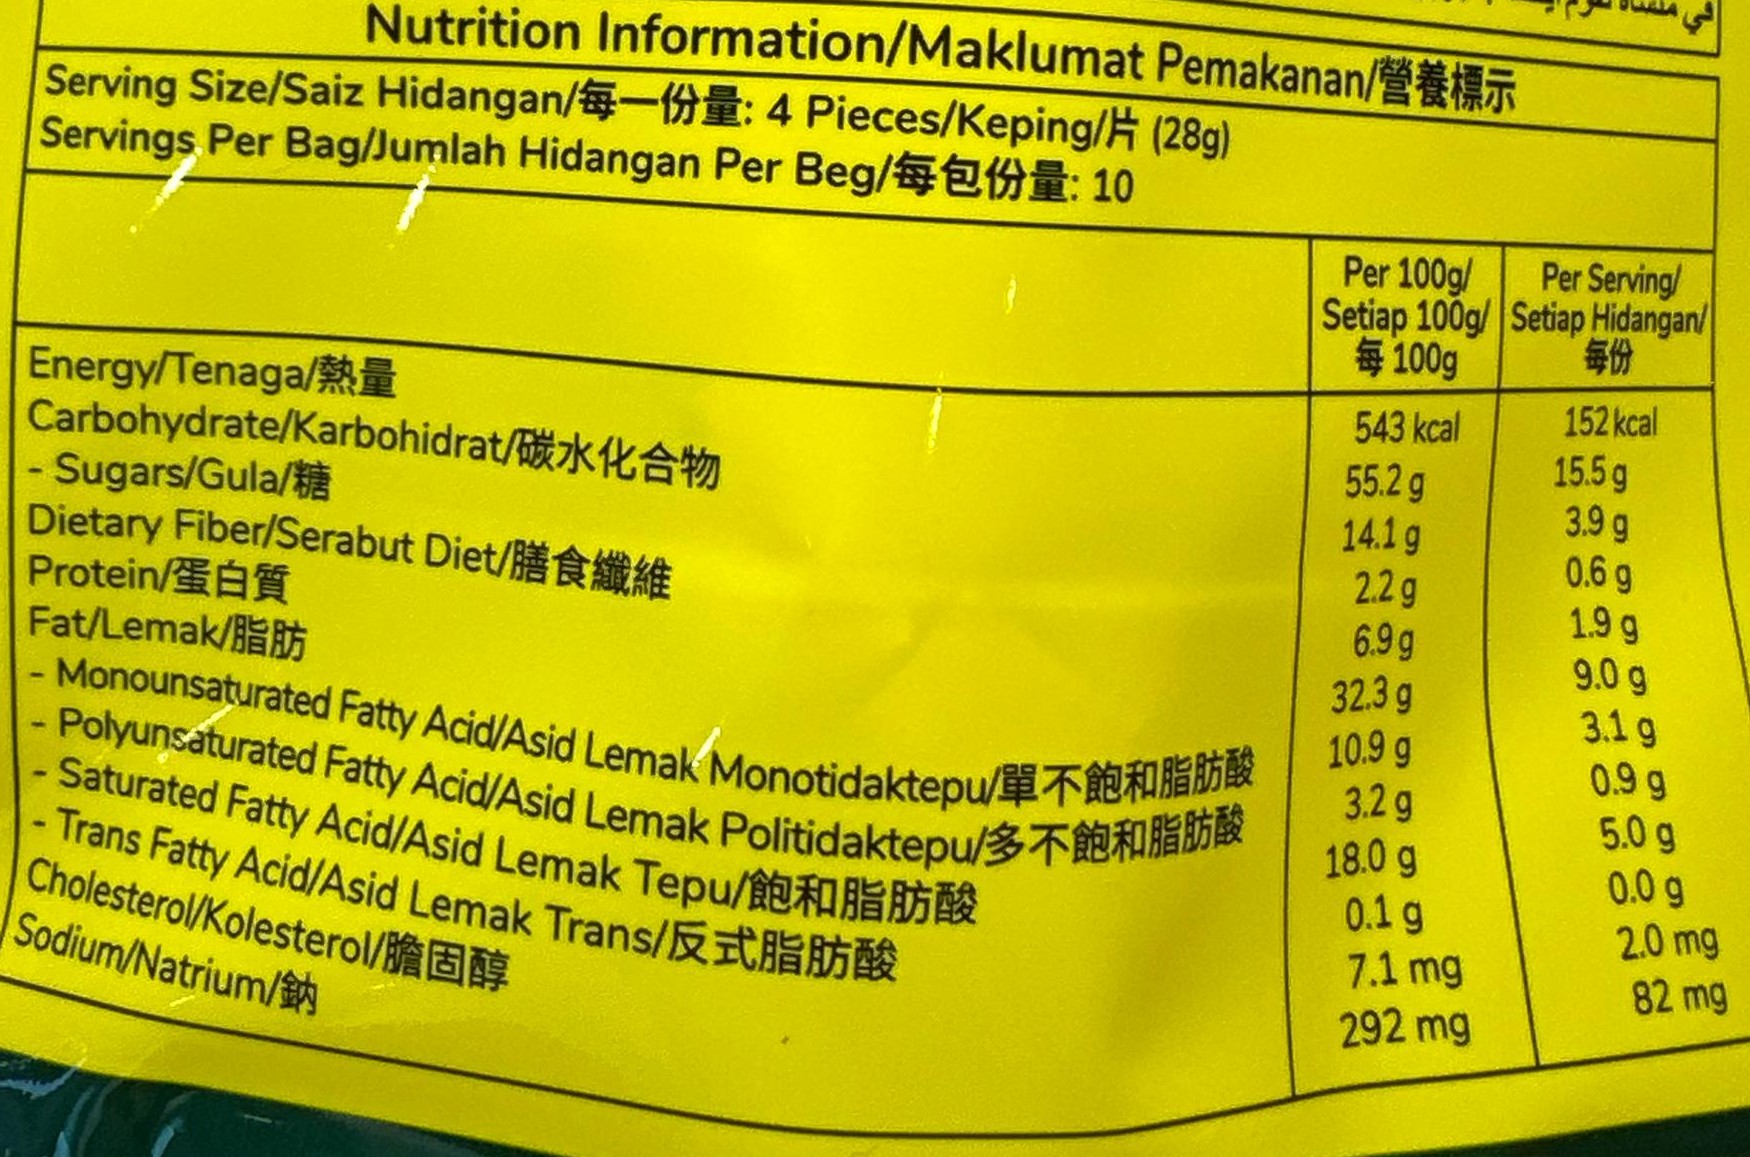 Nutrition Information/Maklumat Pemakanan/營養標示
Serving Size/Saiz Hidangan/每一份量: 4 Pieces/Keping/片 (28g)
Servings Per Bag/Jumlah Hidangan Per Beg/每包份量: 10
Per 100g/ Per Serving/
Setiap 100g/ Setiap Hidangan/
每 100g 每份
Energy/Tenaga/熱量 543 kcal 152 kcal
Carbohydrate/Karbohidrat/碳水化合物 55.2 g 15.5 g
- Sugars/Gula/糖 14.1 g 3.9 g
Dietary Fiber/Serabut Diet/膳食纖維 2.2 g 0.6 g
Protein/蛋白質 6.9 g 1.9 g
Fat/Lemak/脂肪 32.3 g 9.0 g
- Monounsaturated Fatty Acid/Asid Lemak Monotidaktepu/單不飽和脂肪酸 10.9 g 3.1 g
- Polyunsaturated Fatty Acid/Asid Lemak Politidaktepu/多不飽和脂肪酸 3.2 g 0.9 g
- Saturated Fatty Acid/Asid Lemak Tepu/飽和脂肪酸 18.0 g 5.0 g
- Trans Fatty Acid/Asid Lemak Trans/反式脂肪酸 0.1 g 0.0 g
Cholesterol/Kolesterol/膽固醇 7.1 mg 2.0 mg
Sodium/Natrium/鈉 292 mg 82 mg